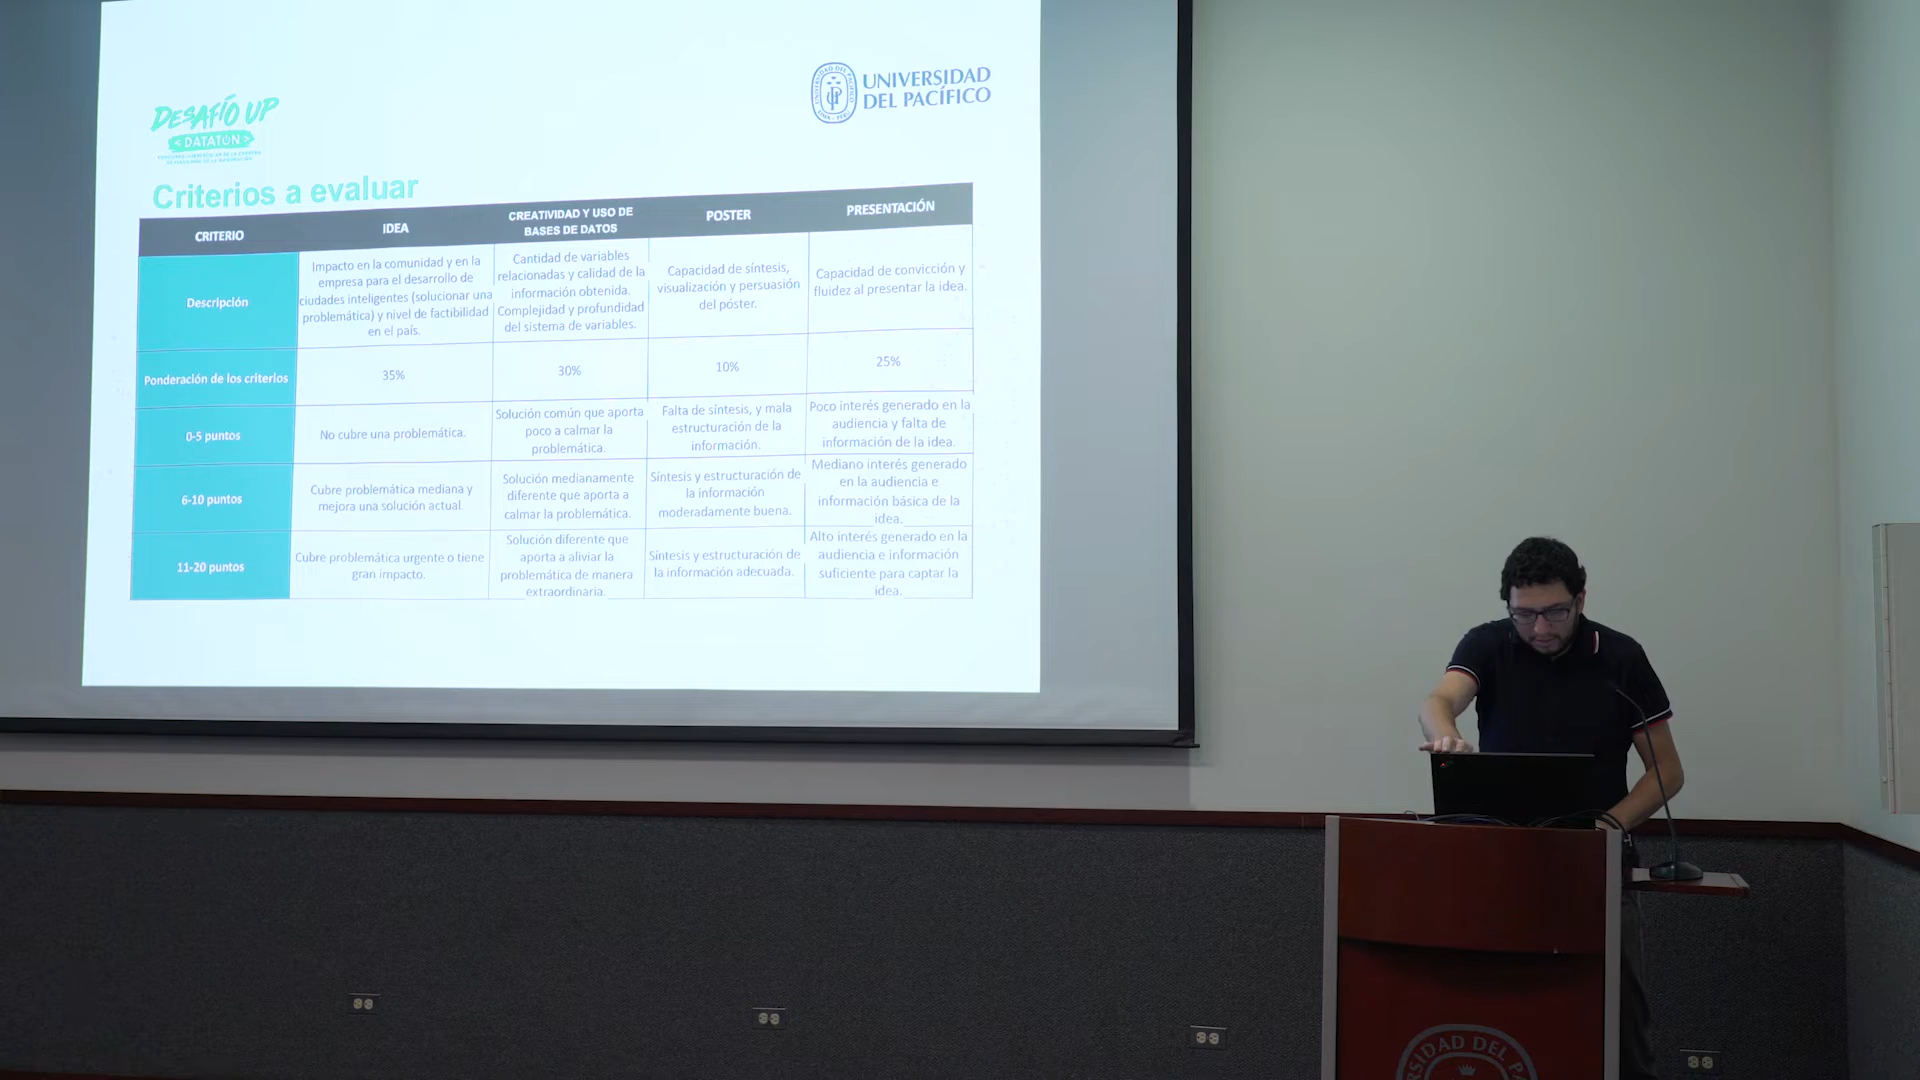 DESAFÍO UP
< DATATÓN >
UNIVERSIDAD
DEL PACÍFICO
Criterios a evaluar
CRITERIO
IDEA
CREATIVIDAD Y USO DE
BASES DE DATOS
POSTER
PRESENTACIÓN
Descripción
Impacto en la comunidad y en la
empresa para el desarrollo de
ciudades inteligentes (solucionar una
problemática) y nivel de factibilidad
en el país.
Cantidad de variables
relacionadas y calidad de la
información obtenida.
Complejidad y profundidad
del sistema de variables.
Capacidad de síntesis,
visualización y persuasión
del póster.
Capacidad de convicción y
fluidez al presentar la idea.
Ponderación de los criterios
35%
30%
10%
25%
0-5 puntos
No cubre una problemática.
Solución común que aporta
poco a calmar la
problemática.
Falta de síntesis, y mala
estructuración de la
información.
Poco interés generado en la
audiencia y falta de
información de la idea.
6-10 puntos
Cubre problemática mediana y
mejora una solución actual.
Solución medianamente
diferente que aporta a
calmar la problemática.
Síntesis y estructuración de
la información
moderadamente buena.
Mediano interés generado
en la audiencia e
información básica de la
idea.
11-20 puntos
Cubre problemática urgente o tiene
gran impacto.
Solución diferente que
aporta a aliviar la
problemática de manera
extraordinaria.
Síntesis y estructuración de
la información adecuada.
Alto interés generado en la
audiencia e información
suficiente para captar la
idea.
RSIDAD DEL PA